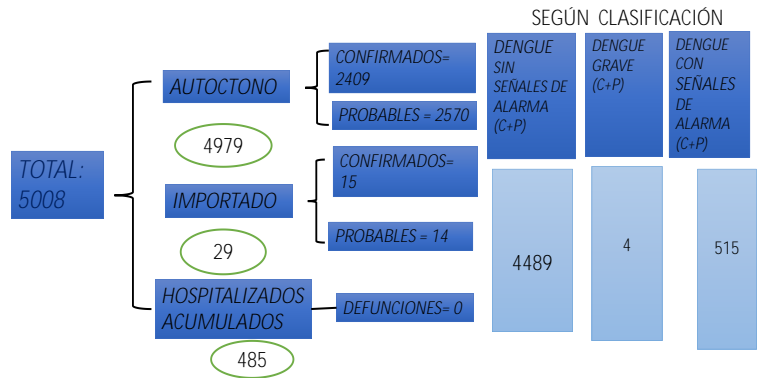 SEGÚN CLASIFICACIÓN
TOTAL:
5008
AUTOCTONO
4979
CONFIRMADOS=
2409
PROBABLES = 2570
IMPORTADO
29
CONFIRMADOS=
15
PROBABLES = 14
HOSPITALIZADOS
ACUMULADOS
485
DEFUNCIONES= 0
DENGUE
SIN
SEÑALES DE
ALARMA
(C+P)
4489
DENGUE
GRAVE
(C+P)
4
DENGUE
CON
SEÑALES
DE
ALARMA
(C+P)
515